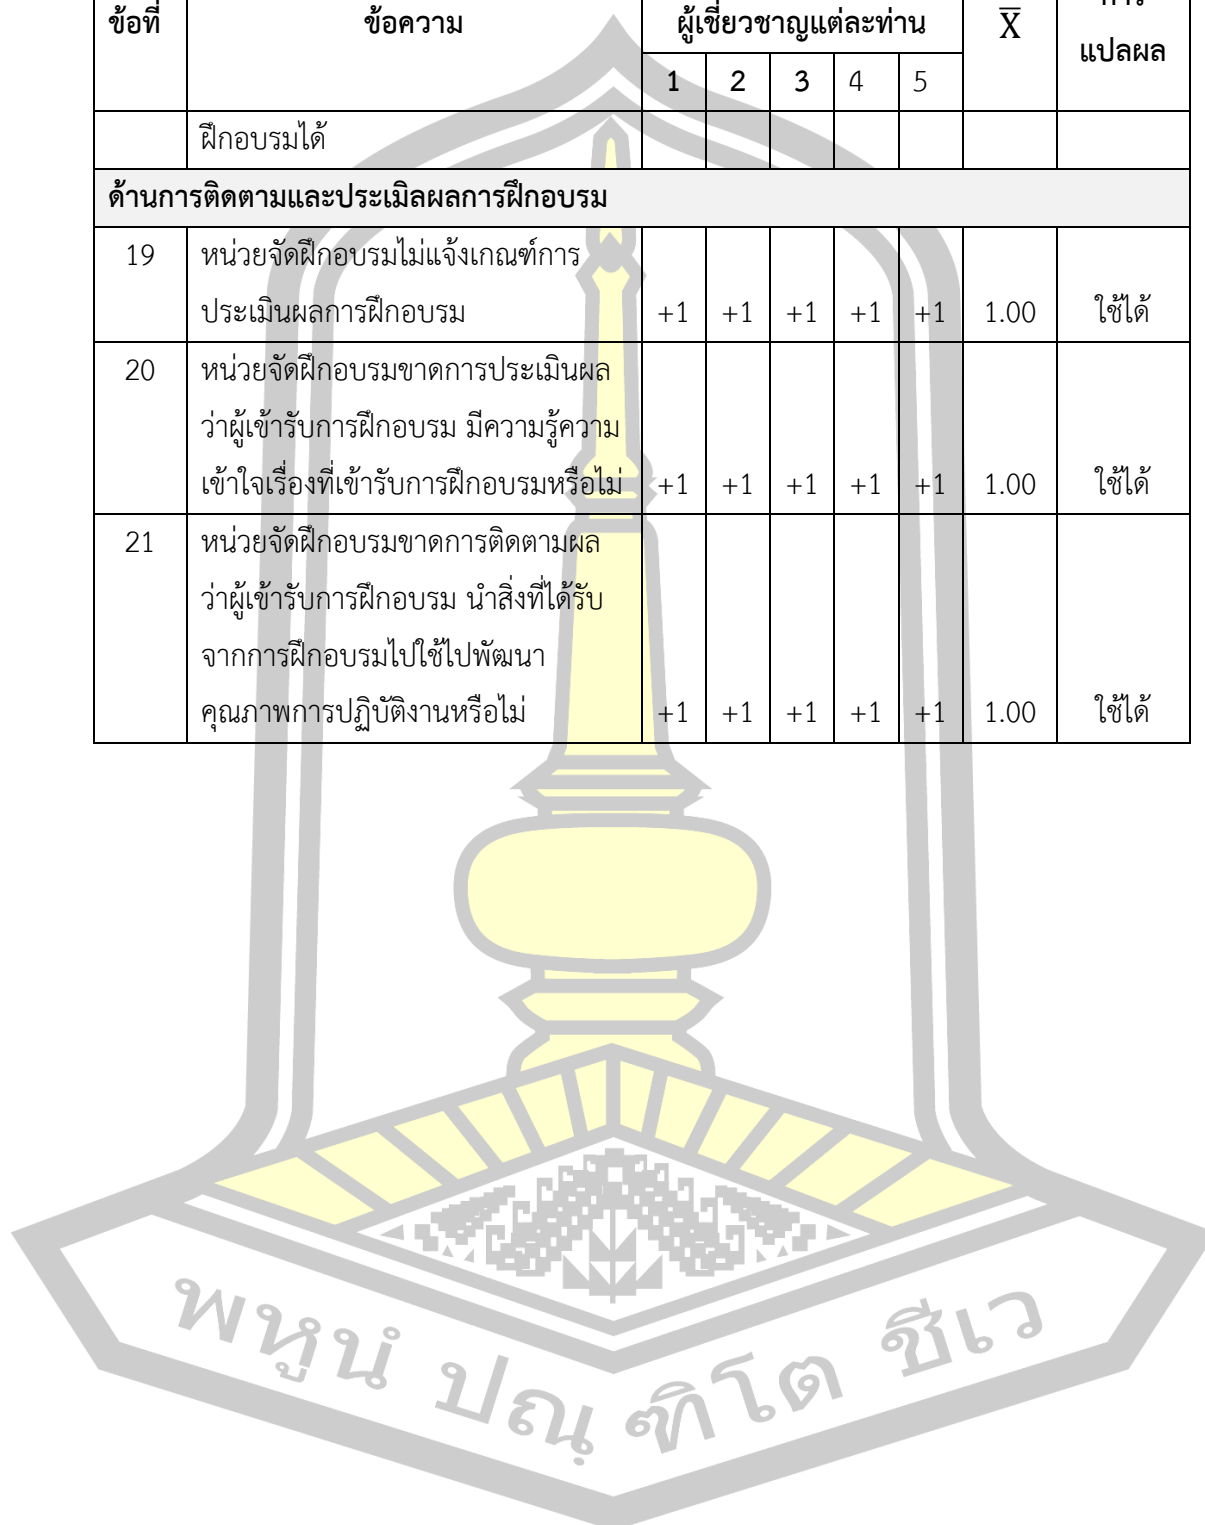 ข้อที่ ข้อความ ผู้เชี่ยวชาญแต่ละท่าน X̅ การ
แปลผล
1 2 3 4 5
ฝึกอบรมได้
ด้านการติดตามและประเมิลผลการฝึกอบรม
19 หน่วยจัดฝึกอบรมไม่แจ้งเกณฑ์การ
ประเมินผลการฝึกอบรม +1 +1 +1 +1 +1 1.00 ใช้ได้
20 หน่วยจัดฝึกอบรมขาดการประเมินผล
ว่าผู้เข้ารับการฝึกอบรม มีความรู้ความ
เข้าใจเรื่องที่เข้ารับการฝึกอบรมหรือไม่ +1 +1 +1 +1 +1 1.00 ใช้ได้
21 หน่วยจัดฝึกอบรมขาดการติดตามผล
ว่าผู้เข้ารับการฝึกอบรม นำสิ่งที่ได้รับ
จากการฝึกอบรมไปใช้ไปพัฒนา
คุณภาพการปฏิบัติงานหรือไม่ +1 +1 +1 +1 +1 1.00 ใช้ได้
พหูนํ ปณฺฑิโต ชีเว